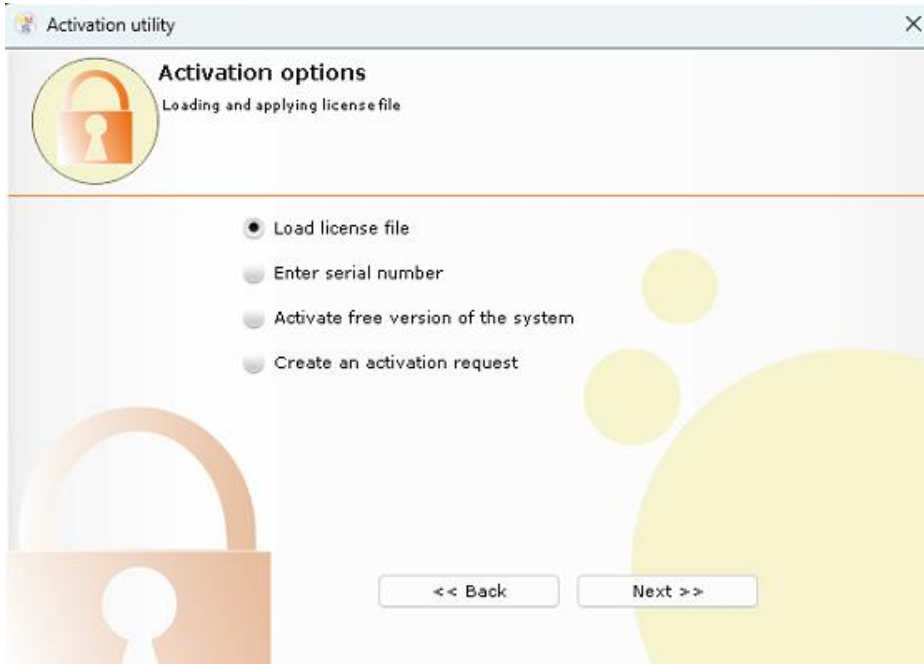 Activation utility
Activation options
Loading and applying license file
Load license file
Enter serial number
Activate free version of the system
Create an activation request
<< Back
Next >>